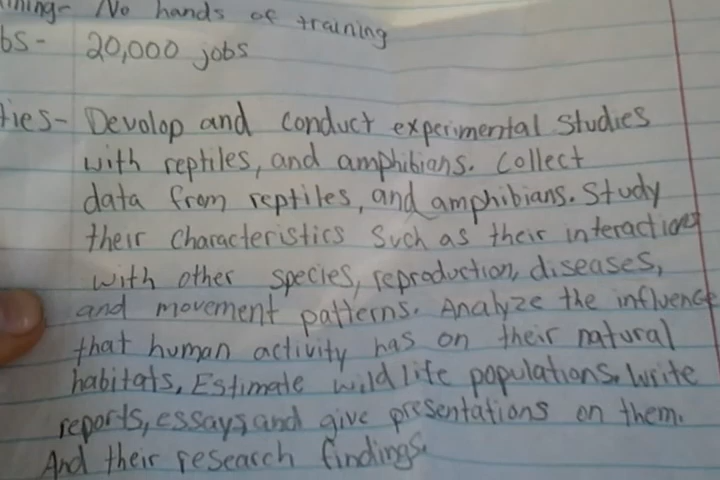 ining- No hands of training
bs- 20,000 jobs
ties- Devolop and conduct experimental studies
with reptiles, and amphibians. Collect
data from reptiles, and amphibians. Study
their characteristics such as their interactions
with other species, reproduction, diseases,
and movement patterns. Analyze the influence
that human activity has on their natural
habitats, Estimate wildlife populations. Write
reports, essays, and give presentations on them.
And their research findings.